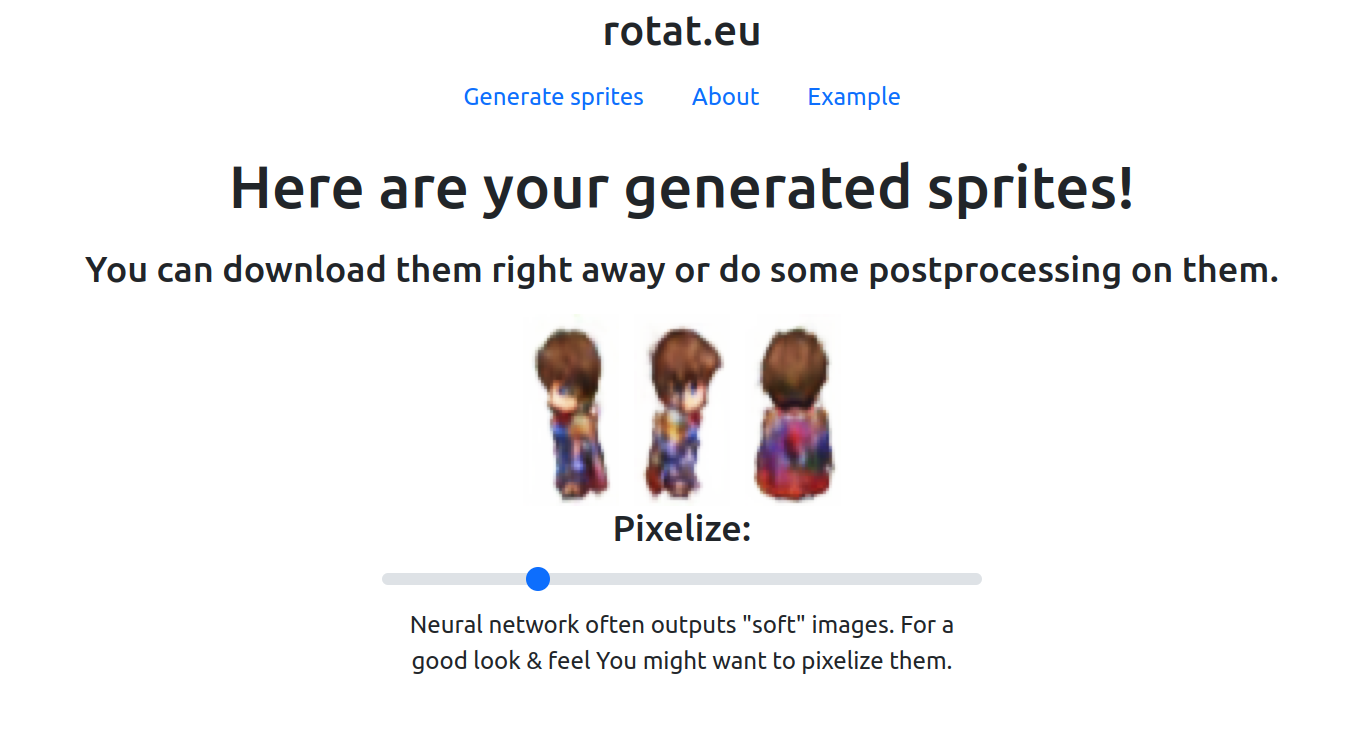 rotat.eu
Generate sprites About Example
Here are your generated sprites!
You can download them right away or do some postprocessing on them.
Pixelize:
Neural network often outputs "soft" images. For a
good look & feel You might want to pixelize them.